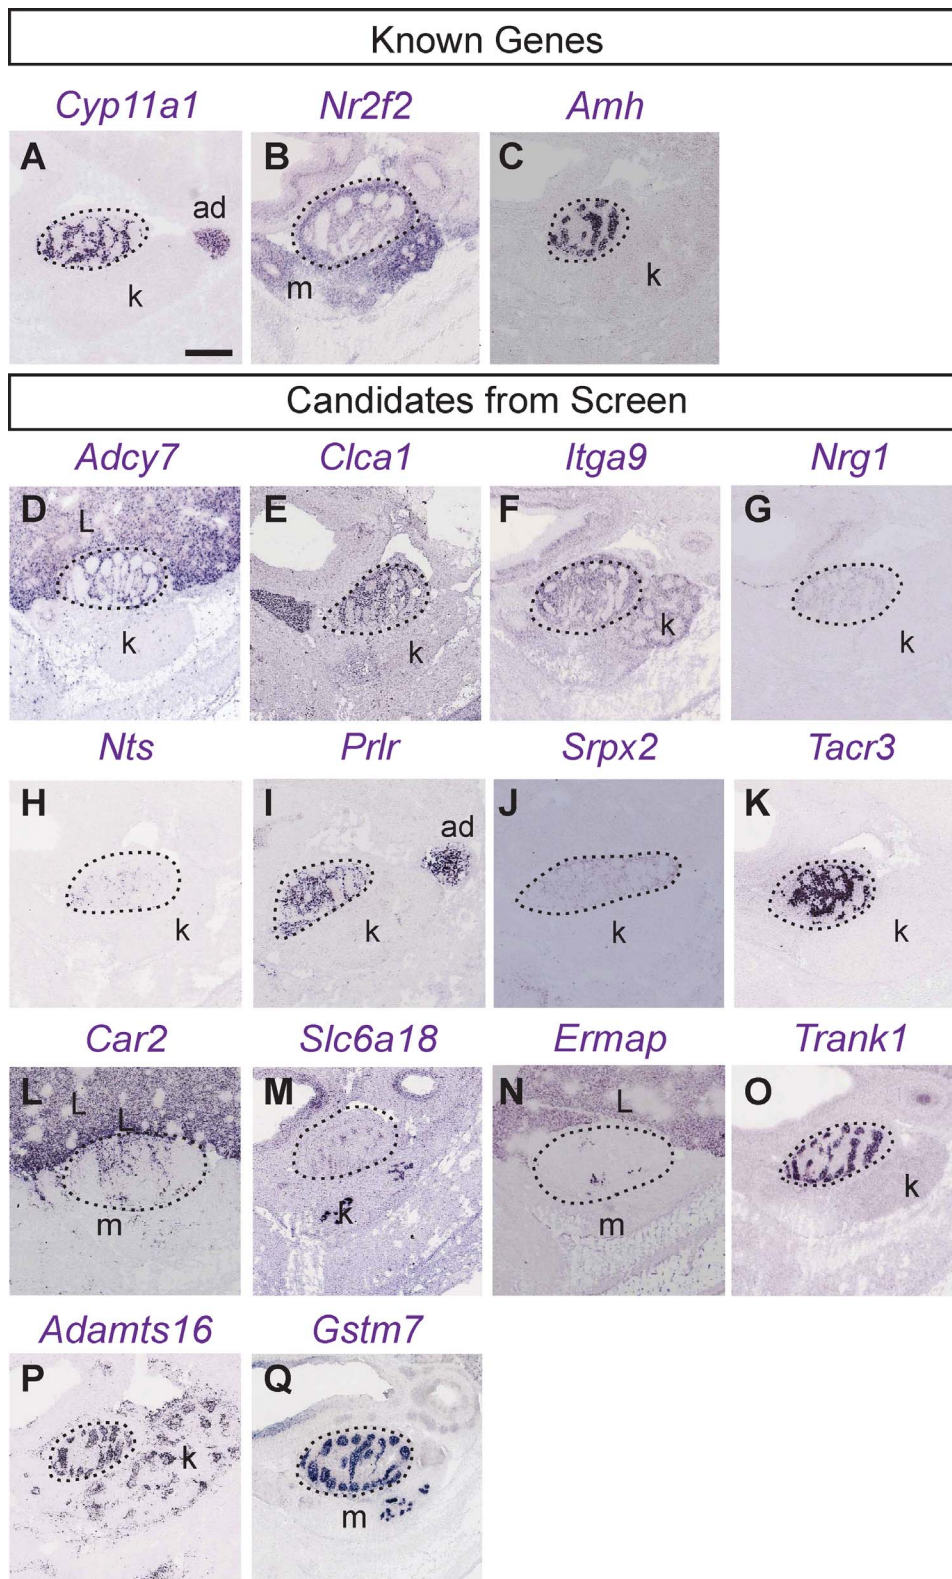 Known Genes
Cyp11a1 Nr2f2 Amh
A B C
ad
k m k
Candidates from Screen
Adcy7 Clca1 Itga9 Nrg1
D E F G
L
k k k k
Nts Prlr Srpx2 Tacr3
H I J K
ad
k k k k
Car2 Slc6a18 Ermap Trank1
L M N O
L L L
m k m k
Adamts16 Gstm7
P Q
k m